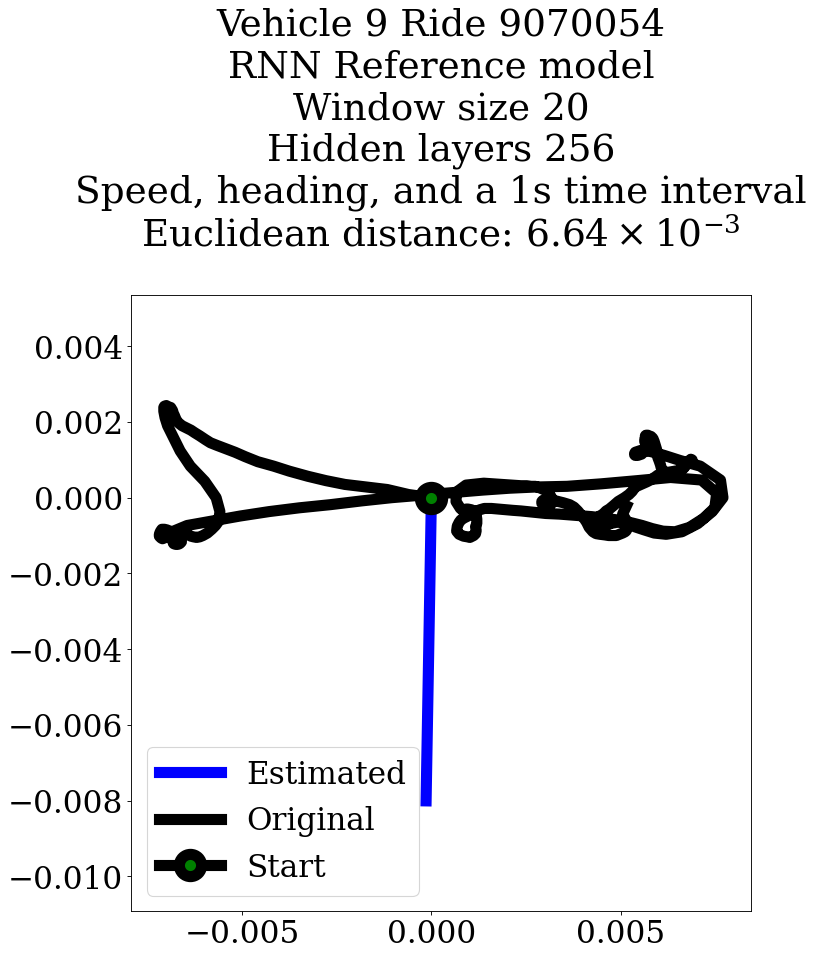 Vehicle 9 Ride 9070054
RNN Reference model
Window size 20
Hidden layers 256
Speed, heading, and a 1s time interval
Euclidean distance: 6.64 × 10⁻³
0.004
0.002
0.000
−0.002
−0.004
−0.006
−0.008
−0.010
Estimated
Original
Start
−0.005
0.000
0.005